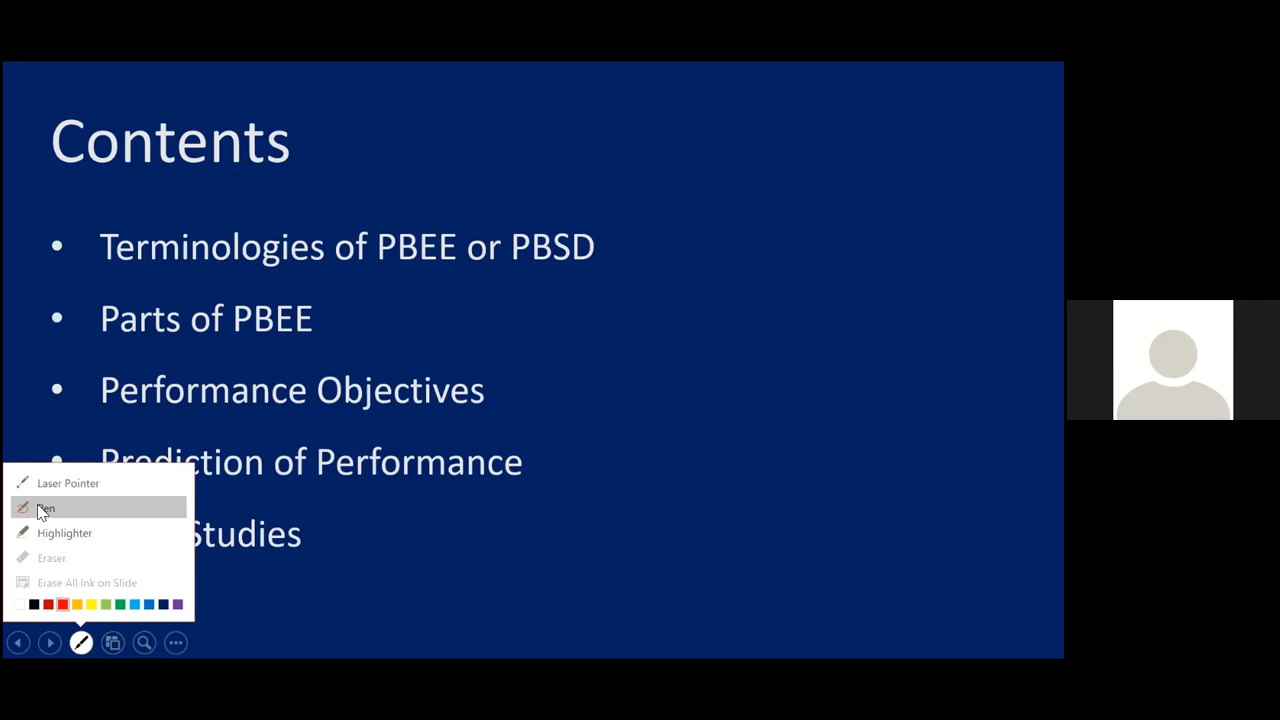 Contents
• Terminologies of PBEE or PBSD
• Parts of PBEE
• Performance Objectives
Prediction of Performance
Studies
Laser Pointer
Pen
Highlighter
Eraser
Erase All Ink on Slide